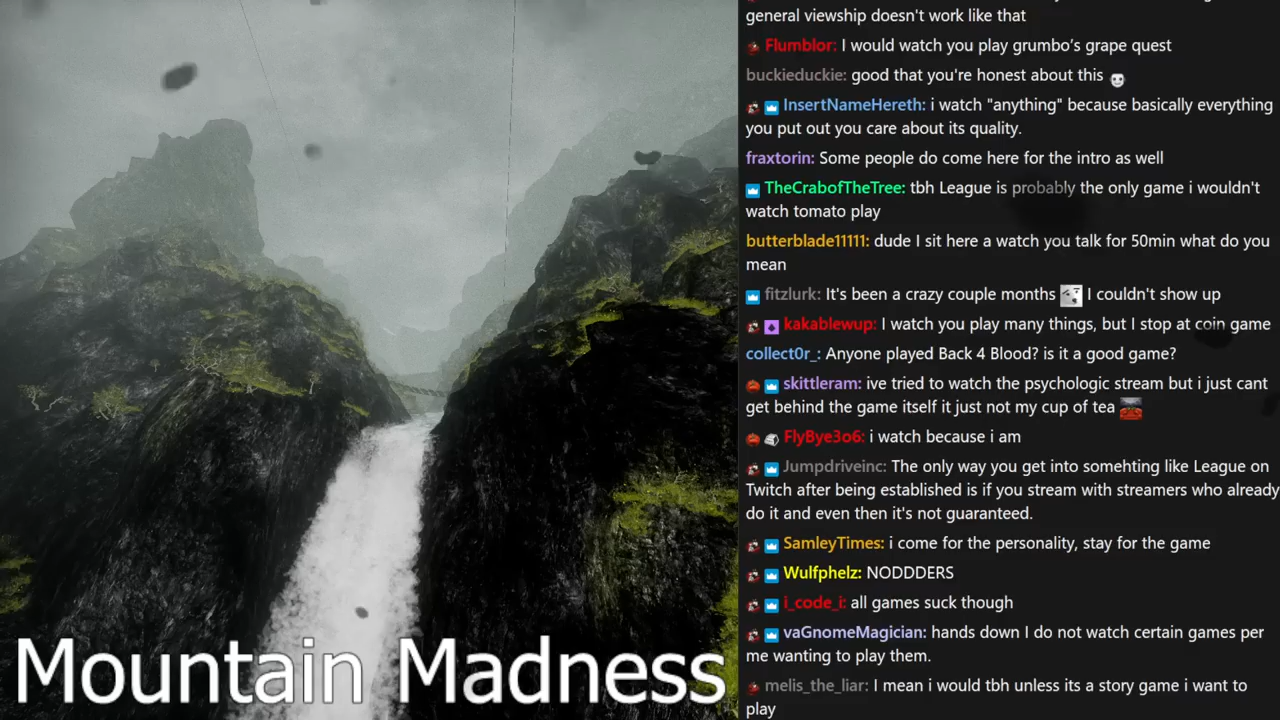 general viewship doesn't work like that
Flumblor: I would watch you play grumbo's grape quest
buckieduckie: good that you're honest about this
InsertNameHereth: i watch "anything" because basically everything
you put out you care about its quality.
fraxtorin: Some people do come here for the intro as well
TheCrabofTheTree: tbh League is probably the only game i wouldn't
watch tomato play
butterblade11111: dude I sit here a watch you talk for 50min what do you
mean
fitzlurk: It's been a crazy couple months I couldn't show up
kakablewup: I watch you play many things, but I stop at coin game
collect0r_: Anyone played Back 4 Blood? is it a good game?
skittleram: ive tried to watch the psychologic stream but i just cant
get behind the game itself it just not my cup of tea
FlyBye3o6: i watch because i am
Jumpdriveinc: The only way you get into somehting like League on
Twitch after being established is if you stream with streamers who already
do it and even then it's not guaranteed.
SamleyTimes: i come for the personality, stay for the game
Wulfphelz: NODDDERS
i_code_i: all games suck though
vaGnomeMagician: hands down I do not watch certain games per
me wanting to play them.
melis_the_liar: I mean i would tbh unless its a story game i want to
play
Mountain Madness